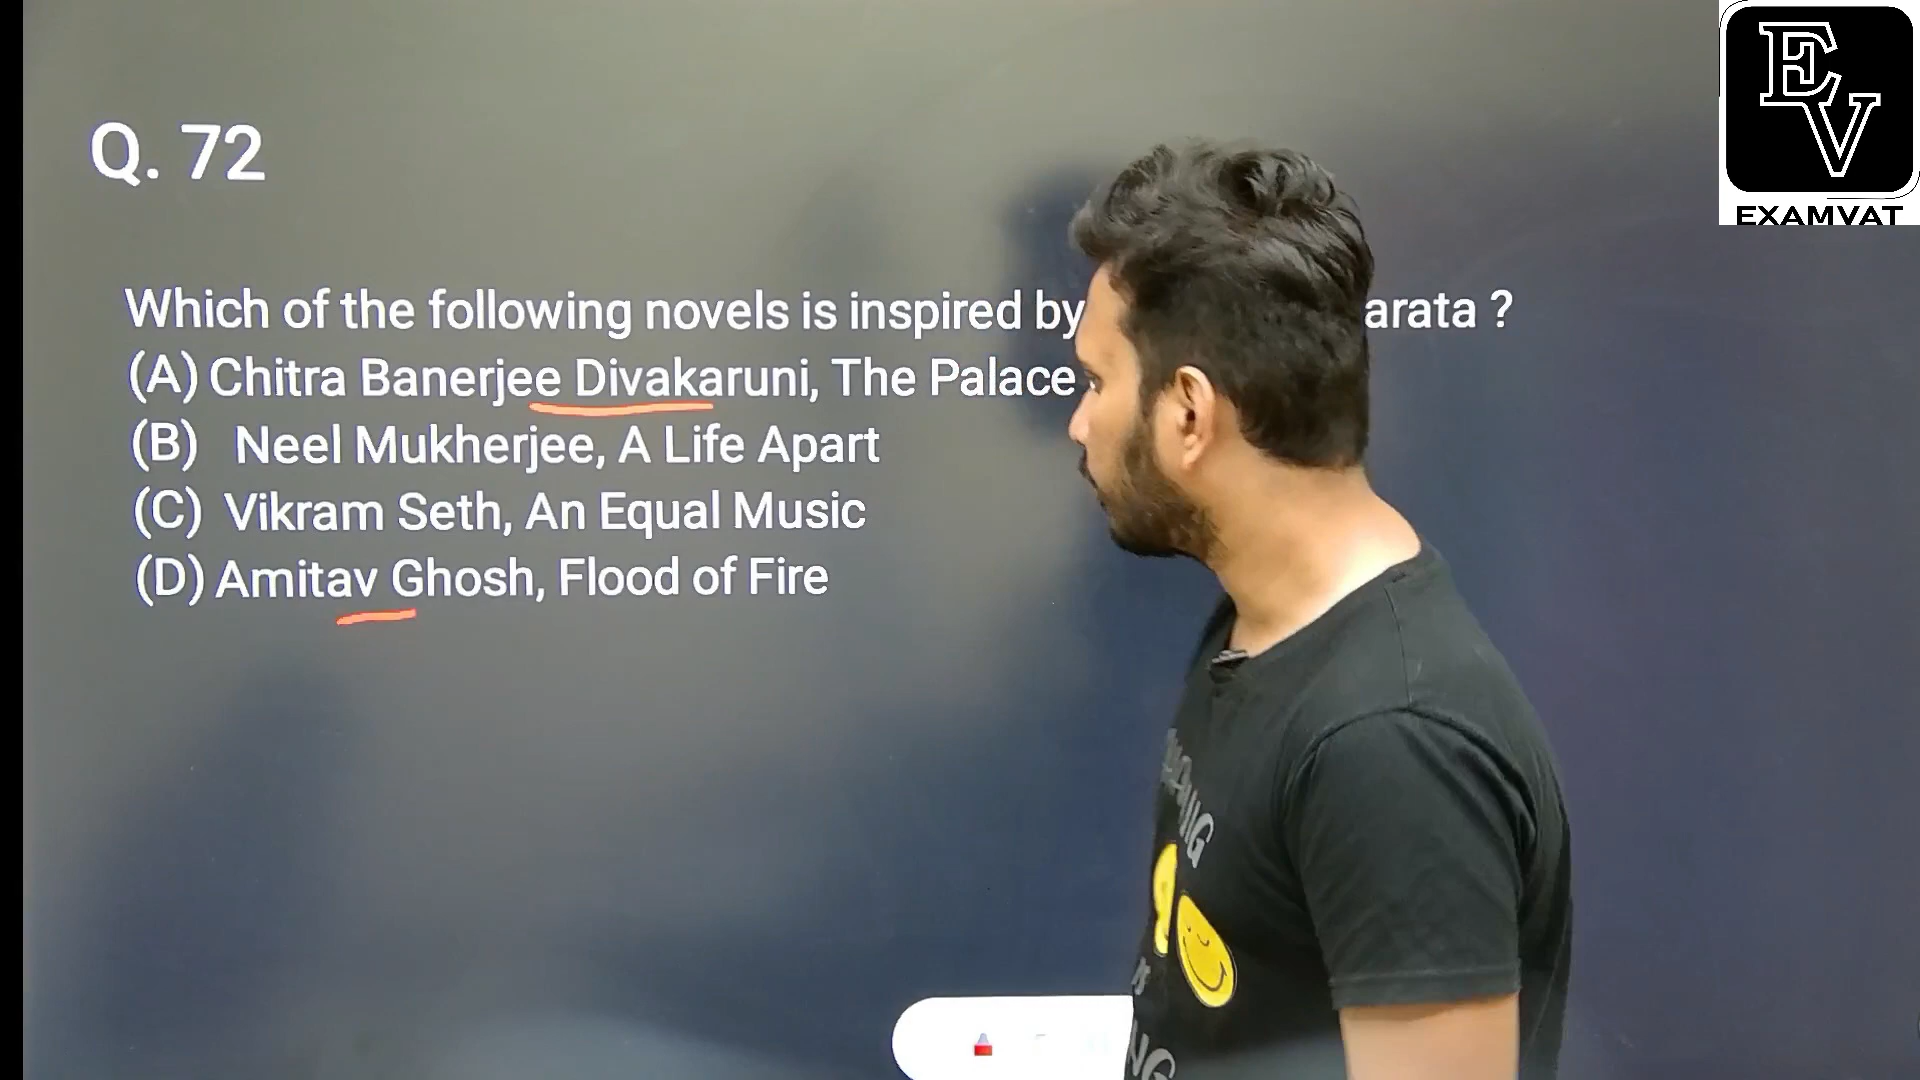 EV
EXAMVAT
Q. 72
Which of the following novels is inspired by arata ?
(A) Chitra Banerjee Divakaruni, The Palace
(B) Neel Mukherjee, A Life Apart
(C) Vikram Seth, An Equal Music
(D) Amitav Ghosh, Flood of Fire